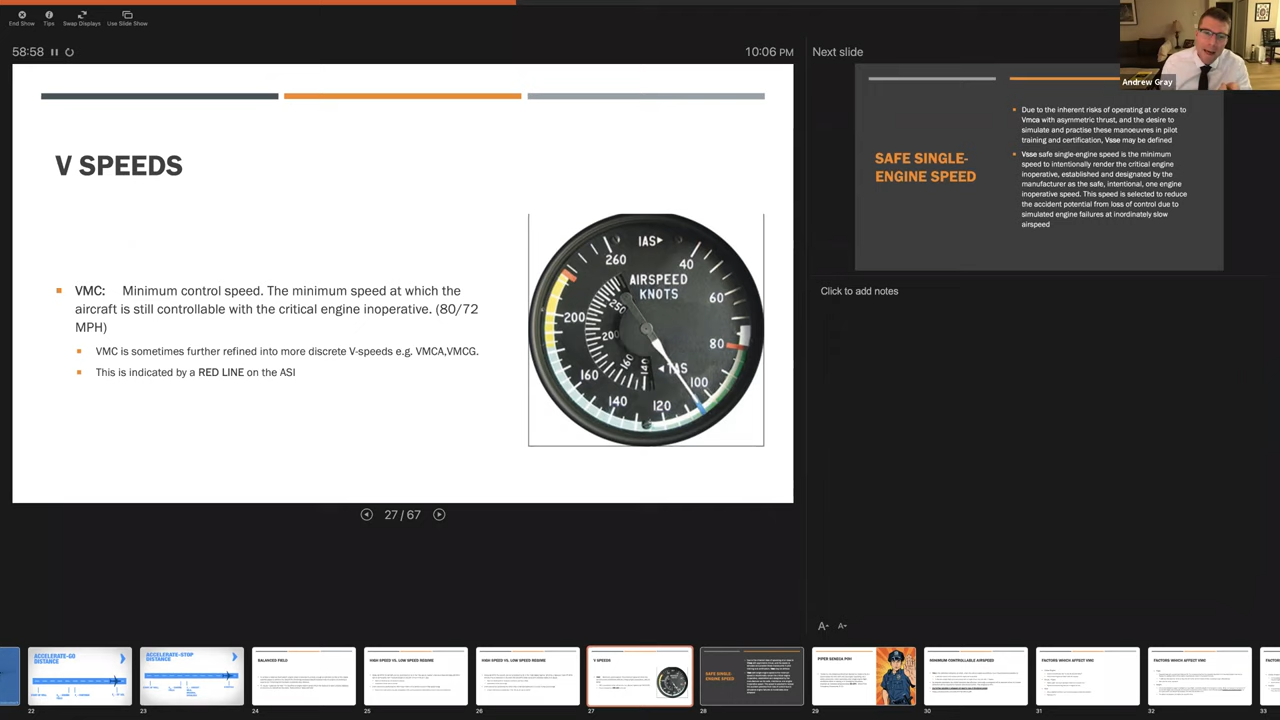 End Show
Tips
Swap Displays
Use Slide Show
58:58
10:06 PM
Next slide
Andrew Gray
V SPEEDS
VMC: Minimum control speed. The minimum speed at which the
aircraft is still controllable with the critical engine inoperative. (80/72
MPH)
VMC is sometimes further refined into more discrete V-speeds e.g. VMCA,VMCG.
This is indicated by a RED LINE on the ASI
IAS
260
40
AIRSPEED
KNOTS
60
250
200
200
80
160
140
TAS
160
100
140
120
SAFE SINGLE-
ENGINE SPEED
Due to the inherent risks of operating at or close to
Vmca with asymmetric thrust, and the desire to
simulate and practise these manoeuvres in pilot
training and certification, Vsse may be defined
Vsse safe single-engine speed is the minimum
speed to intentionally render the critical engine
inoperative, established and designated by the
manufacturer as the safe, intentional, one engine
inoperative speed. This speed is selected to reduce
the accident potential from loss of control due to
simulated engine failures at inordinately slow
airspeed
Click to add notes
27 / 67
A
A
ACCELERATE-GO
DISTANCE
ACCELERATE-STOP
DISTANCE
BALANCED FIELD
HIGH SPEED VS. LOW SPEED REGIME
HIGH SPEED VS. LOW SPEED REGIME
V SPEEDS
SAFE SINGLE-
ENGINE SPEED
PIPER SENECA POH
MINIMUM CONTROLLABLE AIRSPEED
FACTORS WHICH AFFECT VMC
FACTORS WHICH AFFECT VMC
22
23
24
25
26
27
28
29
30
31
32
33